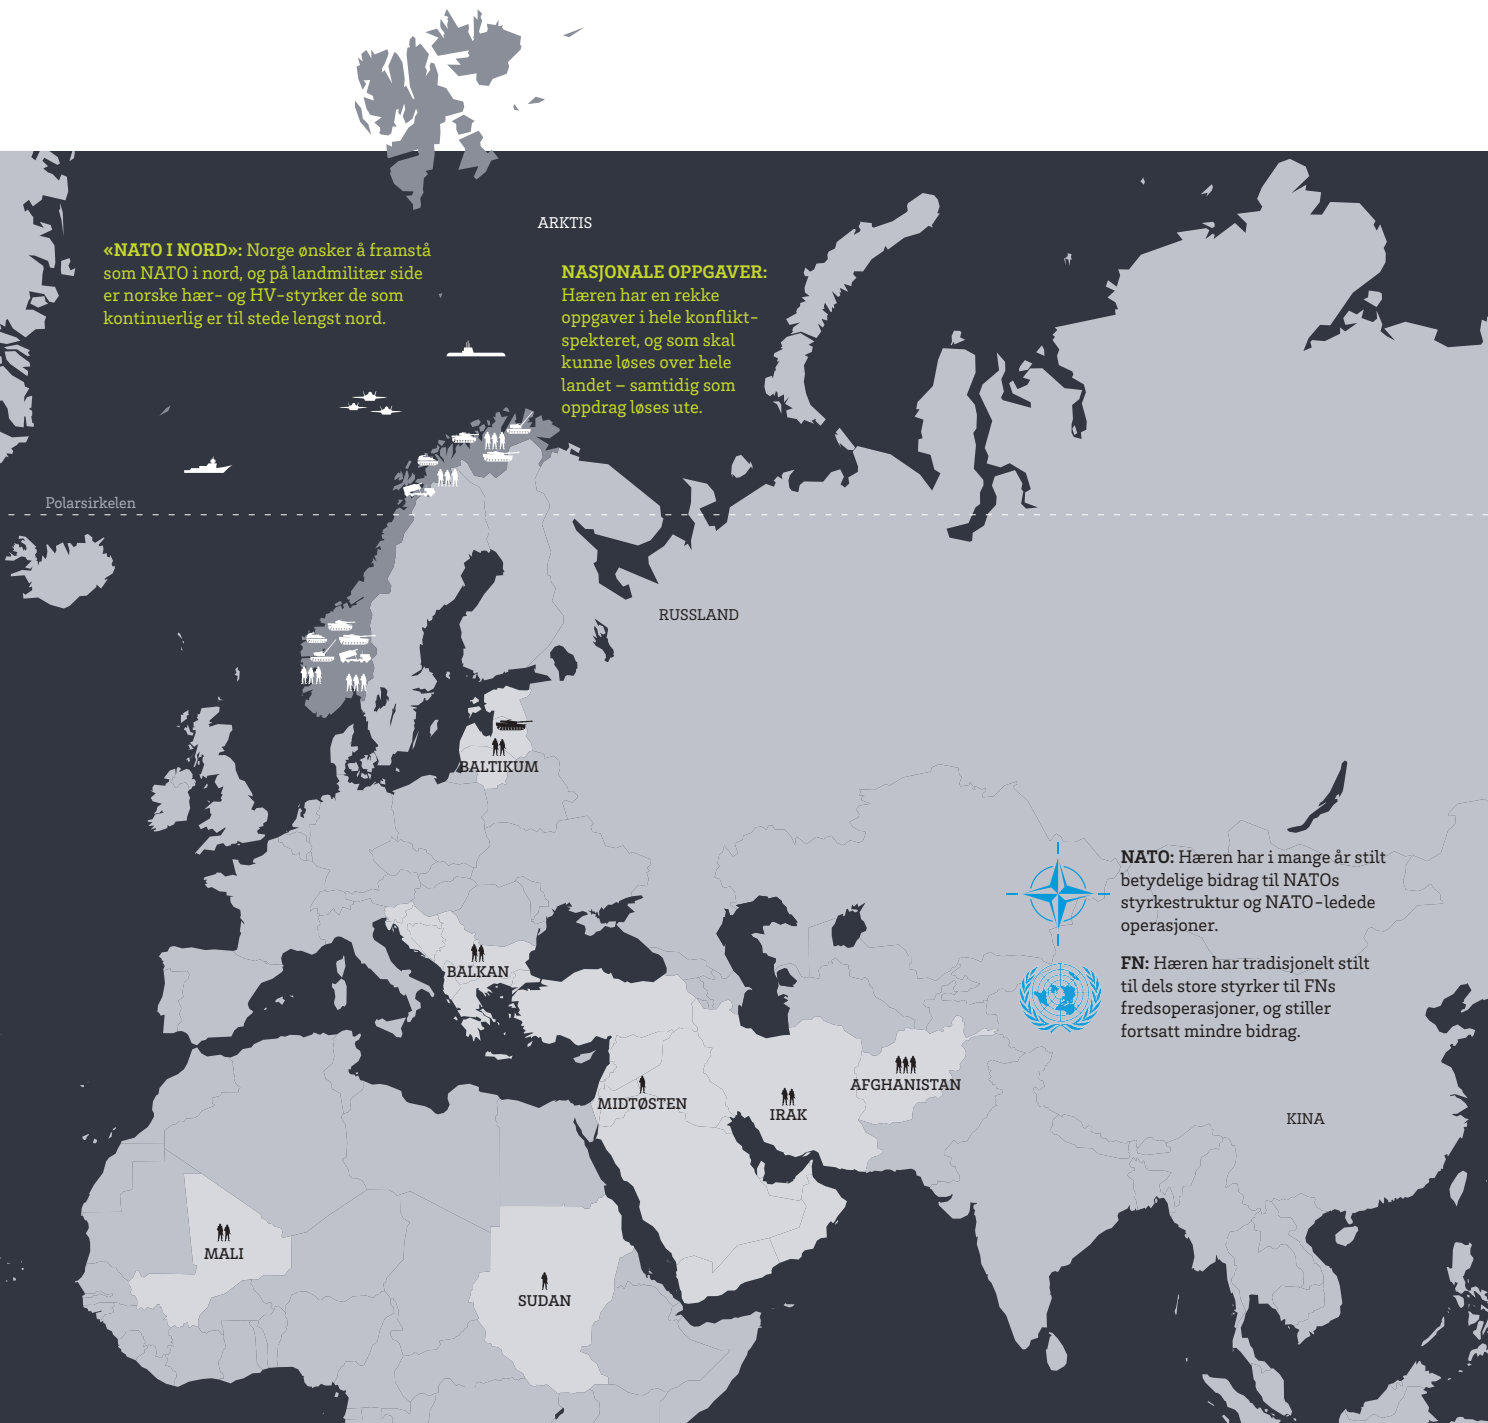 ARKTIS
«NATO I NORD»: Norge ønsker å framstå
som NATO i nord, og på landmilitær side
er norske hær- og HV-styrker de som
kontinuerlig er til stede lengst nord.
NASJONALE OPPGAVER:
Hæren har en rekke
oppgaver i hele konflikt-
spekteret, og som skal
kunne løses over hele
landet – samtidig som
oppdrag løses ute.
Polarsirkelen
RUSSLAND
BALTIKUM
NATO: Hæren har i mange år stilt
betydelige bidrag til NATOs
styrkestruktur og NATO-ledede
operasjoner.
FN: Hæren har tradisjonelt stilt
til dels store styrker til FNs
fredsoperasjoner, og stiller
fortsatt mindre bidrag.
BALKAN
AFGHANISTAN
MIDTØSTEN
IRAK
KINA
MALI
SUDAN